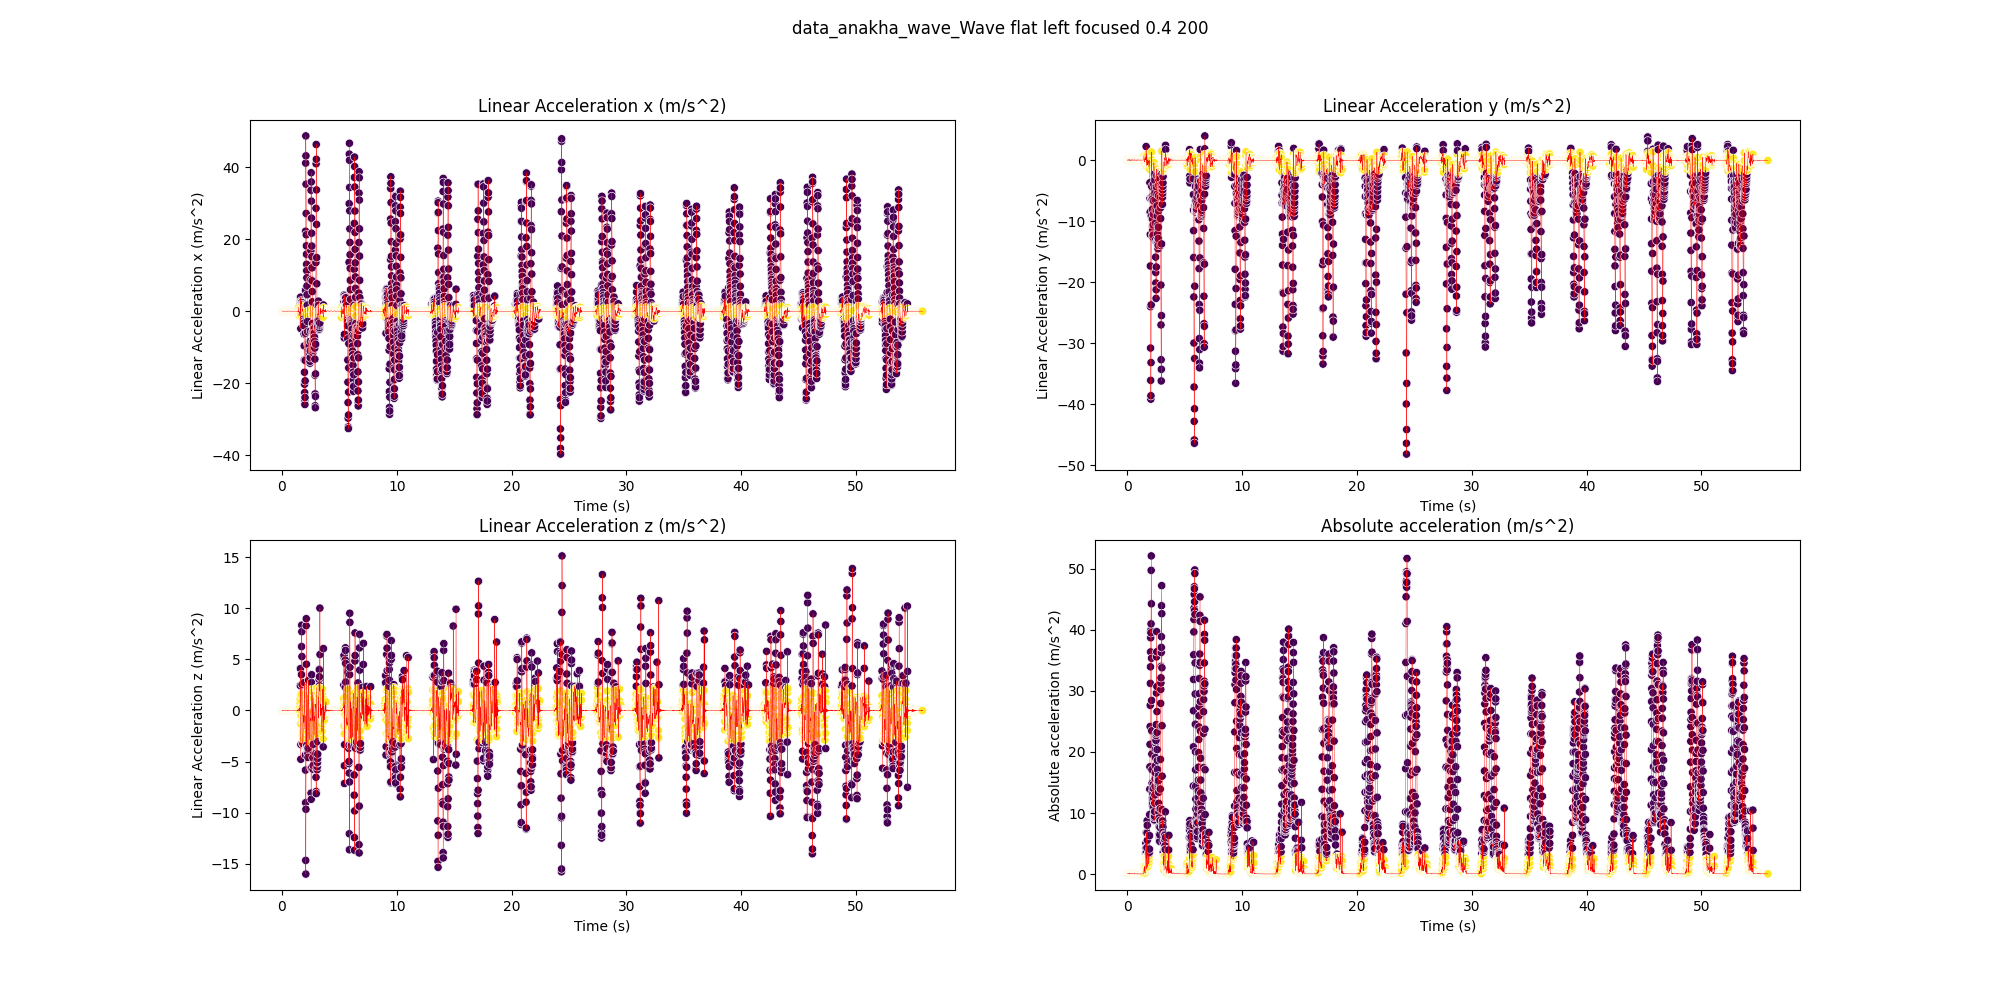 data_anakha_wave_Wave flat left focused 0.4 200
Linear Acceleration x (m/s^2)
Linear Acceleration x (m/s^2)
40
20
0
−20
−40
0 10 20 30 40 50
Time (s)
Linear Acceleration y (m/s^2)
Linear Acceleration y (m/s^2)
0
−10
−20
−30
−40
−50
0 10 20 30 40 50
Time (s)
Linear Acceleration z (m/s^2)
Linear Acceleration z (m/s^2)
15
10
5
0
−5
−10
−15
0 10 20 30 40 50
Time (s)
Absolute acceleration (m/s^2)
Absolute acceleration (m/s^2)
50
40
30
20
10
0
0 10 20 30 40 50
Time (s)